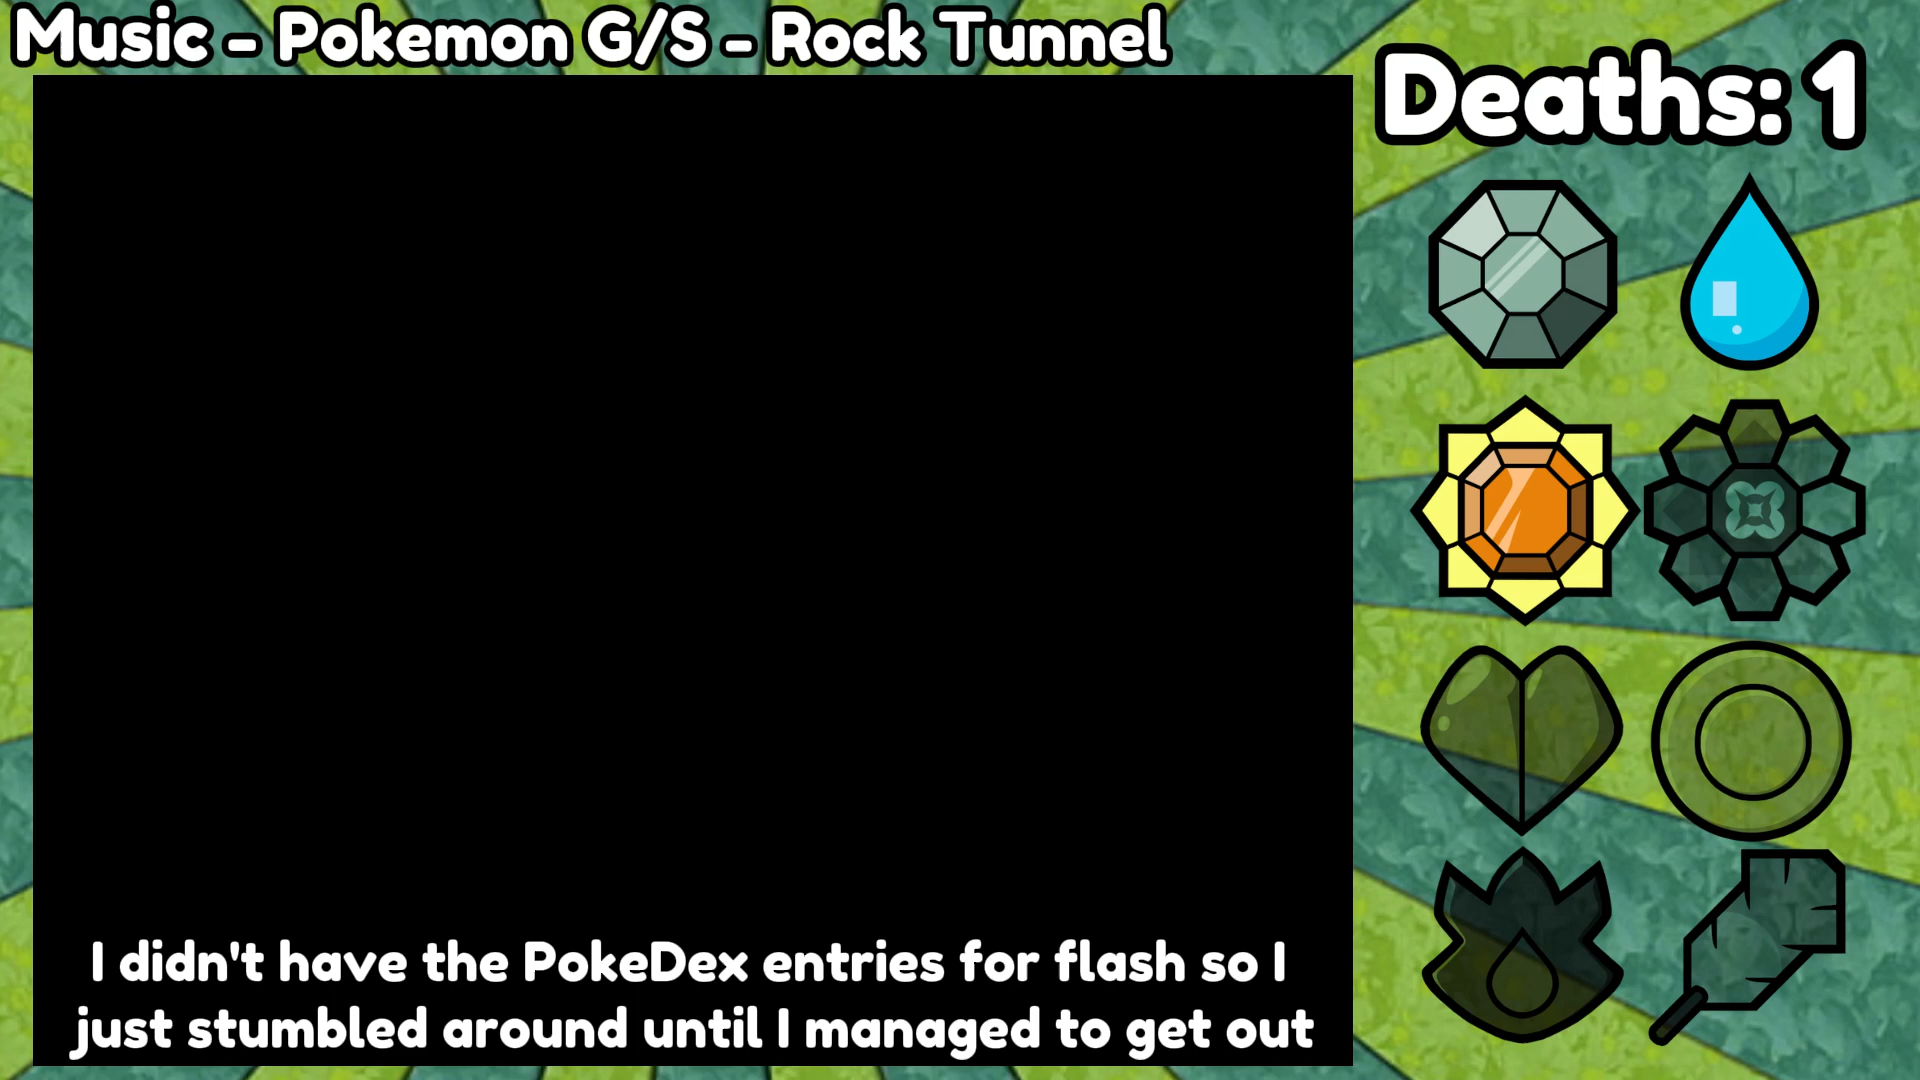 Music - Pokemon G/S - Rock Tunnel
Deaths: 1
I didn't have the PokeDex entries for flash so I
just stumbled around until I managed to get out